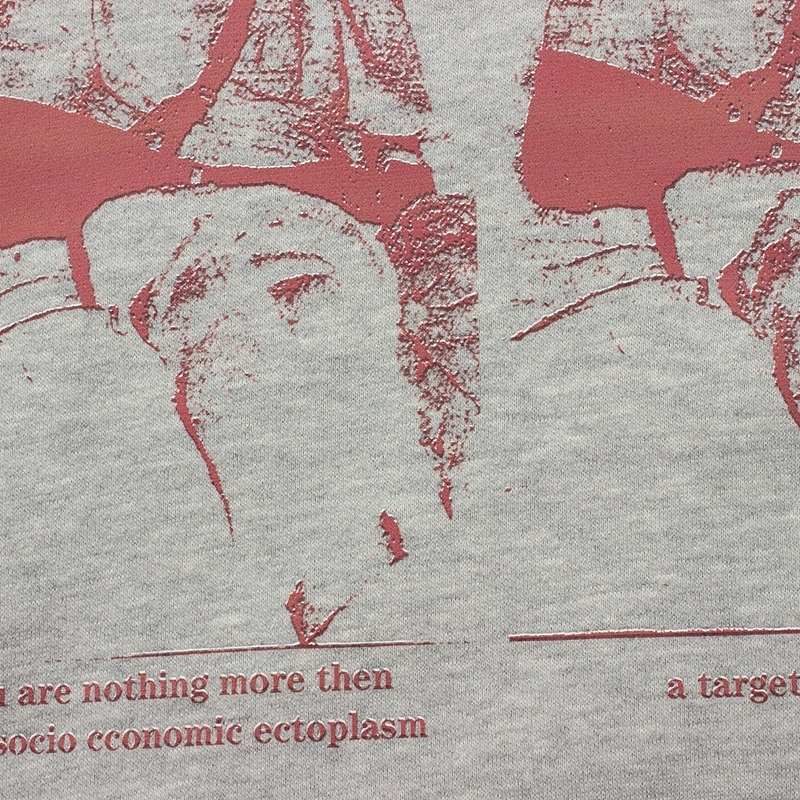 are nothing more then
socio cconomic ectoplasm
a target